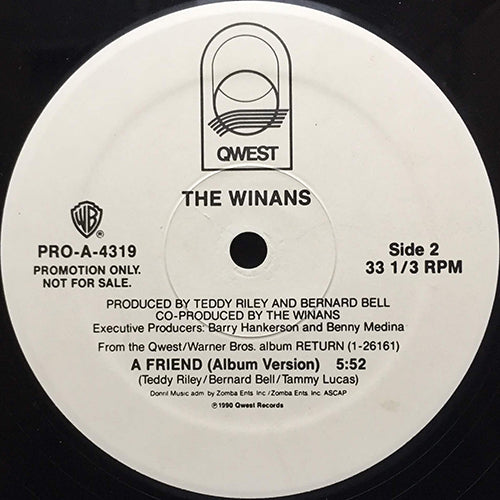 QWEST
THE WINANS
WB®
PRO-A-4319
PROMOTION ONLY.
NOT FOR SALE.
Side 2
33 1/3 RPM
PRODUCED BY TEDDY RILEY AND BERNARD BELL
CO-PRODUCED BY THE WINANS
Executive Producers: Barry Hankerson and Benny Medina
From the Qwest/Warner Bros. album RETURN (1-26161)
A FRIEND (Album Version) 5:52
(Teddy Riley/Bernard Bell/Tammy Lucas)
Donril Music adm by Zomba Ents Inc /Zomba Ents Inc ASCAP
℗1990 Qwest Records